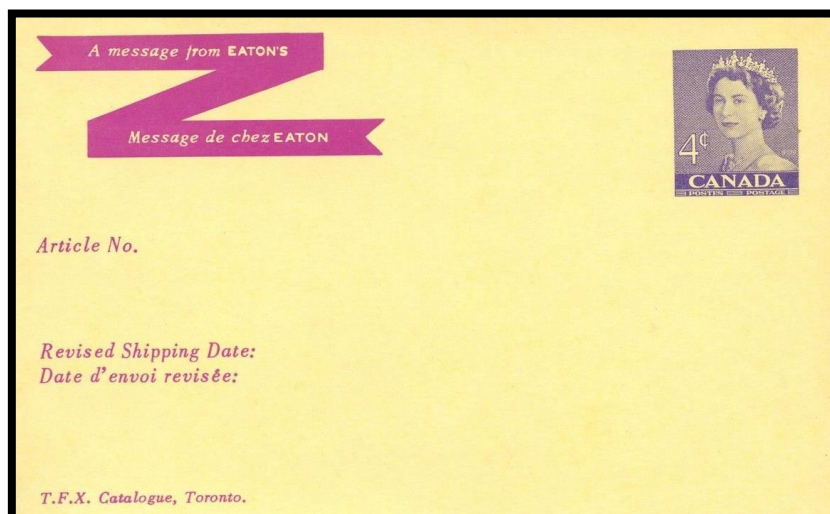 A message from EATON'S
Message de chez EATON
4¢
CANADA
POSTES POSTAGE
Article No.
Revised Shipping Date:
Date d'envoi revisée:
T.F.X. Catalogue, Toronto.